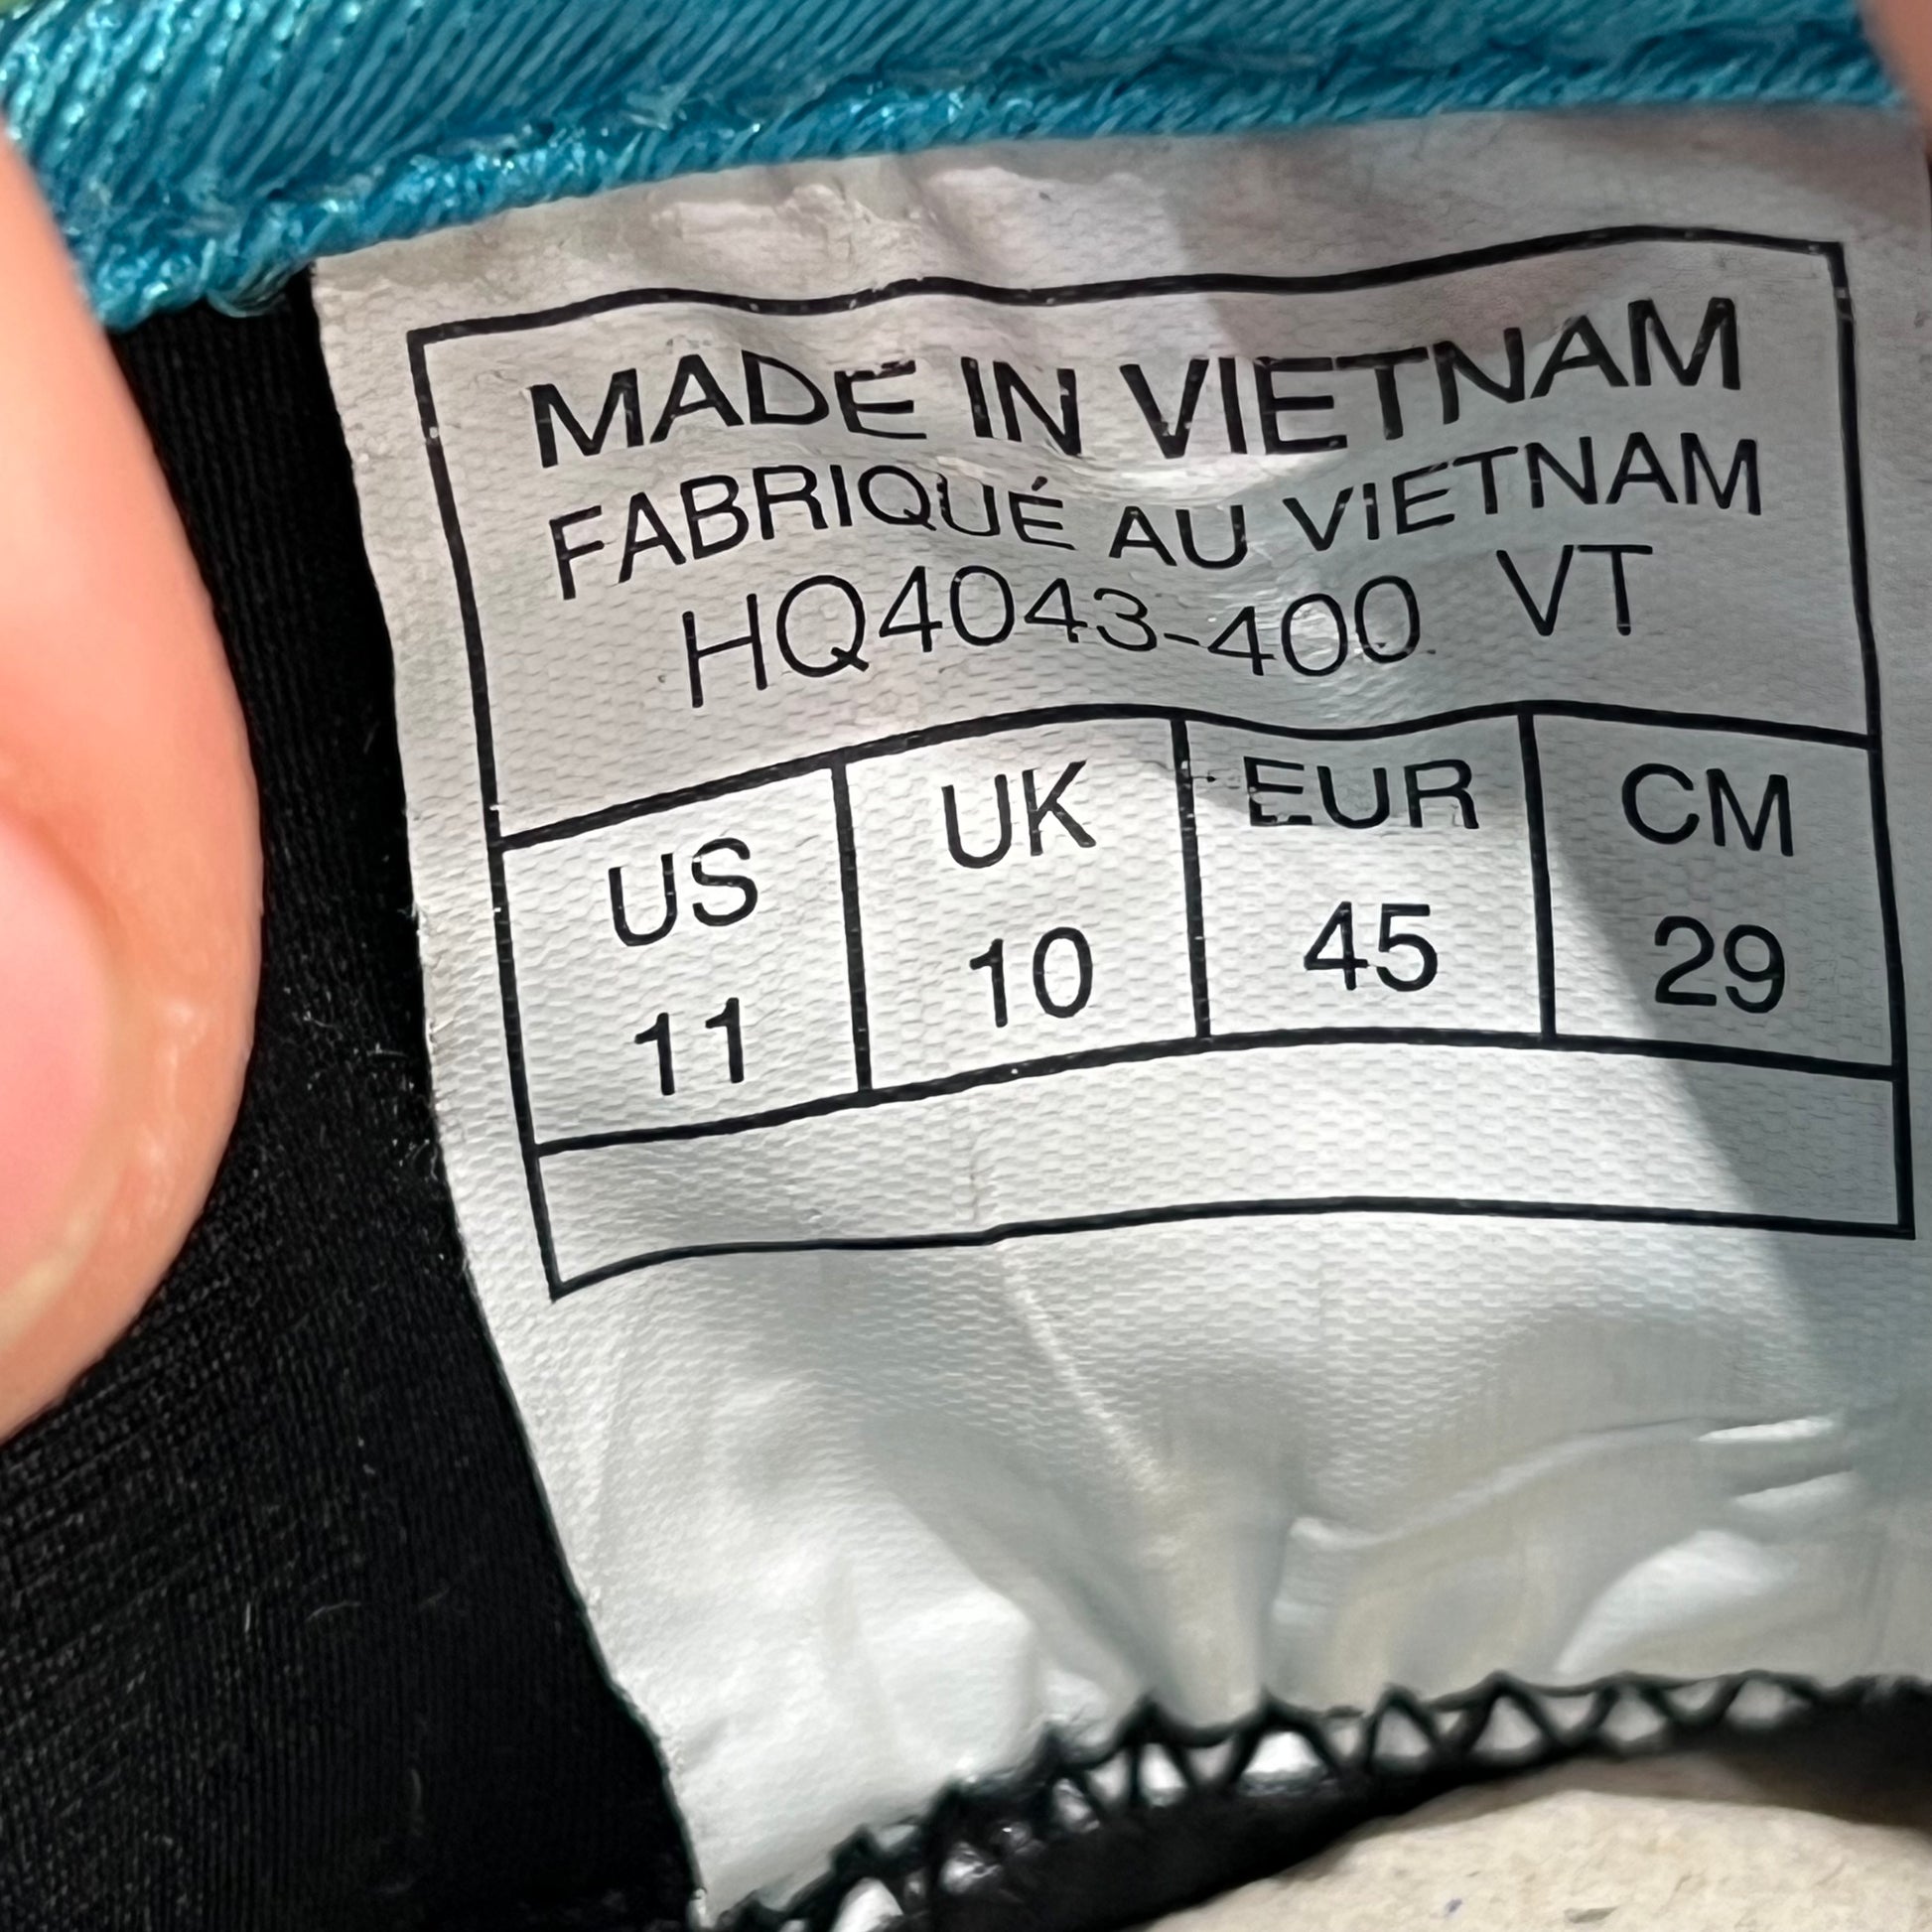 MADE IN VIETNAM
FABRIQUÉ AU VIETNAM
HQ4043-400 VT
US UK EUR CM
11 10 45 29